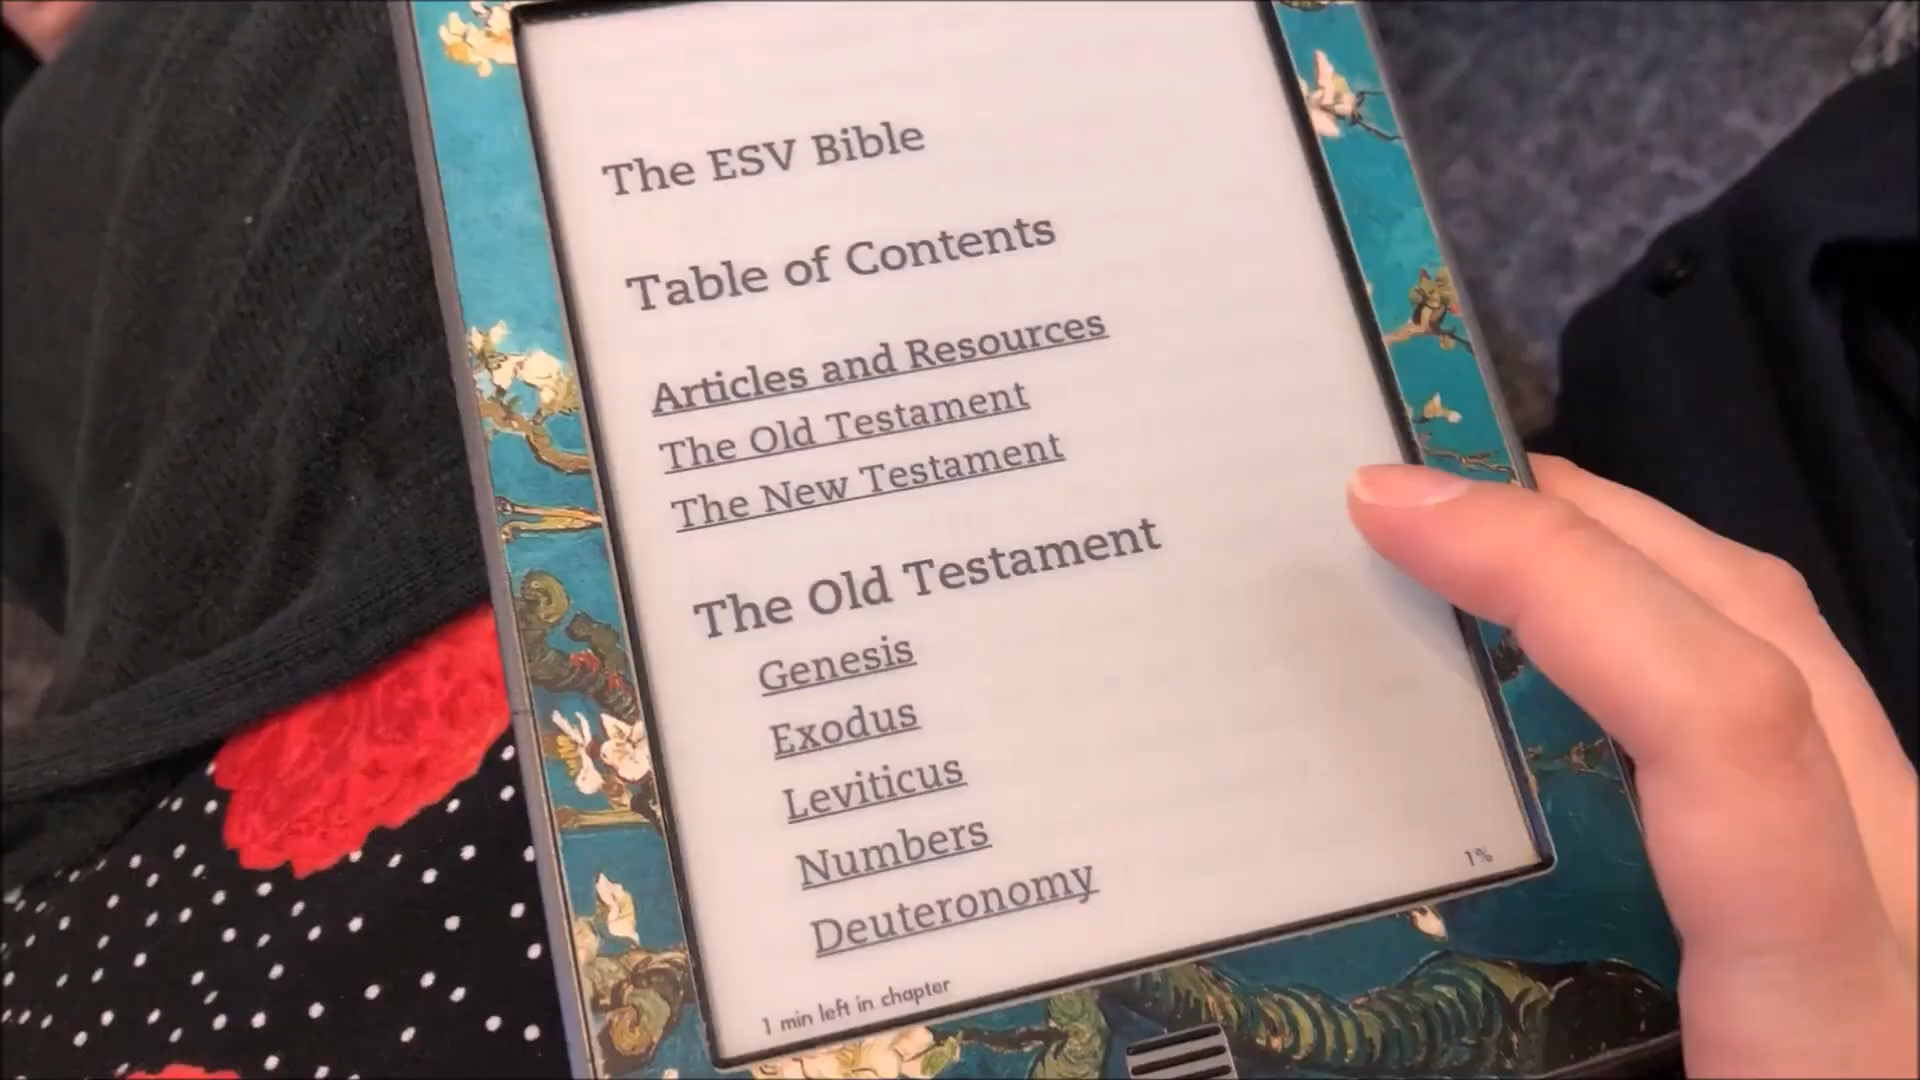 The ESV Bible
Table of Contents
Articles and Resources
The Old Testament
The New Testament
The Old Testament
Genesis
Exodus
Leviticus
Numbers
Deuteronomy
1 min left in chapter
1%